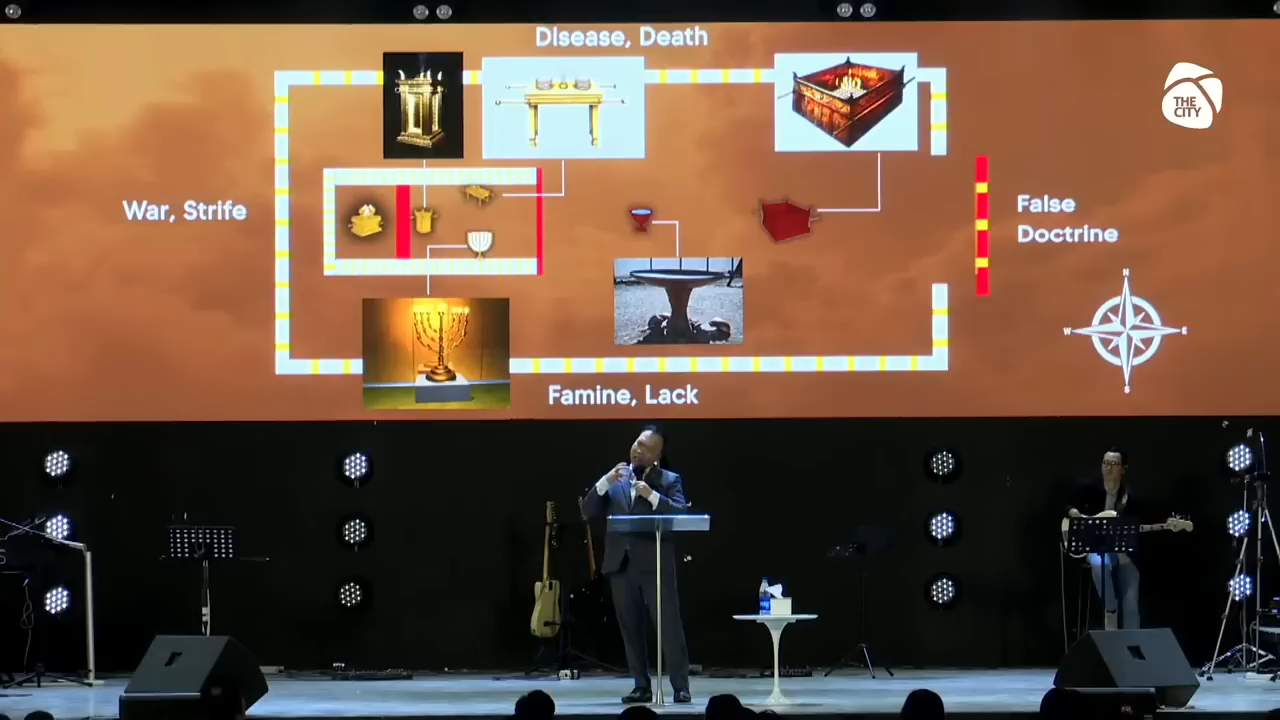 Disease, Death
THE
CITY
War, Strife
False
Doctrine
N
W
E
S
Famine, Lack